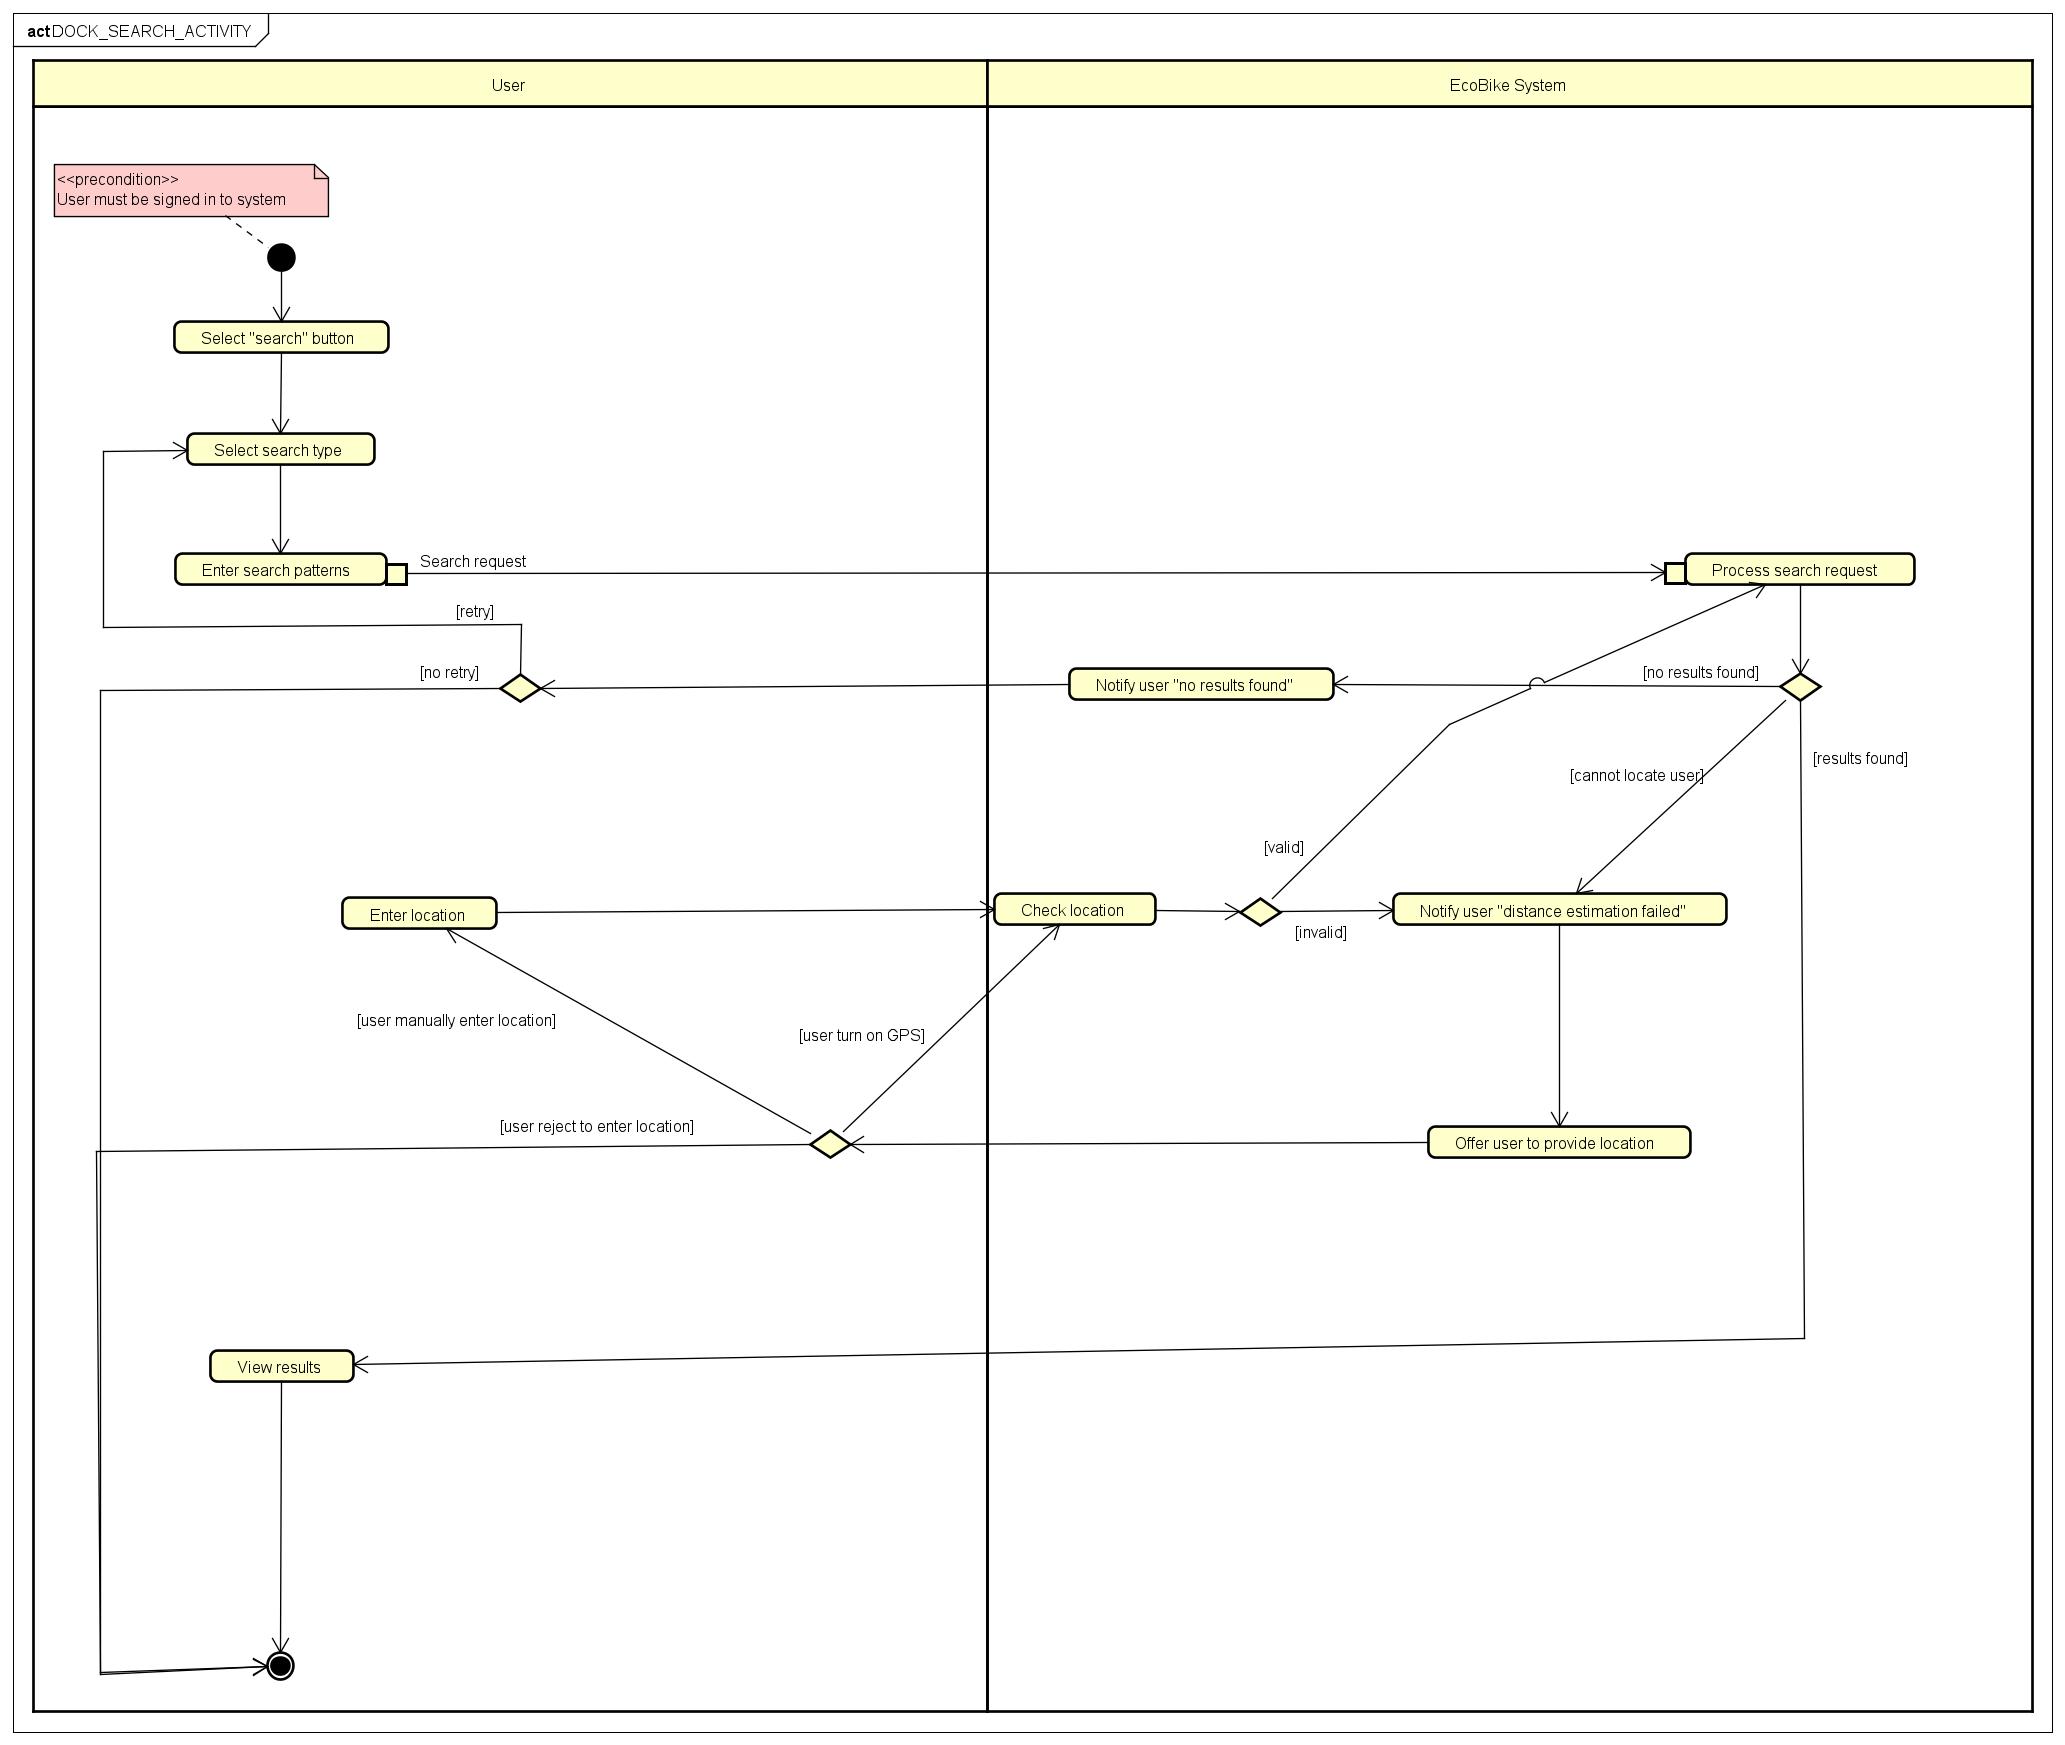 act DOCK_SEARCH_ACTIVITY
User
EcoBike System
<<precondition>>
User must be signed in to system
Select "search" button
Select search type
Enter search patterns
Search request
Process search request
[retry]
[no retry]
Notify user "no results found"
[no results found]
[results found]
[cannot locate user]
[valid]
Enter location
Check location
Notify user "distance estimation failed"
[invalid]
[user manually enter location]
[user turn on GPS]
[user reject to enter location]
Offer user to provide location
View results